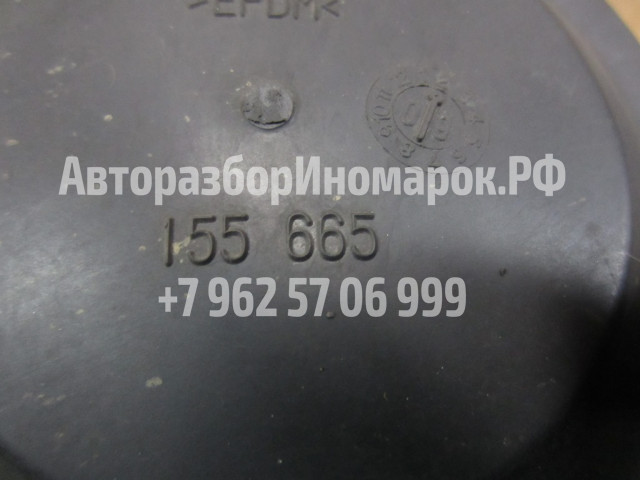 >EPDM<
АвторазборИномарок.РФ
155 665
+7 962 57 06 999